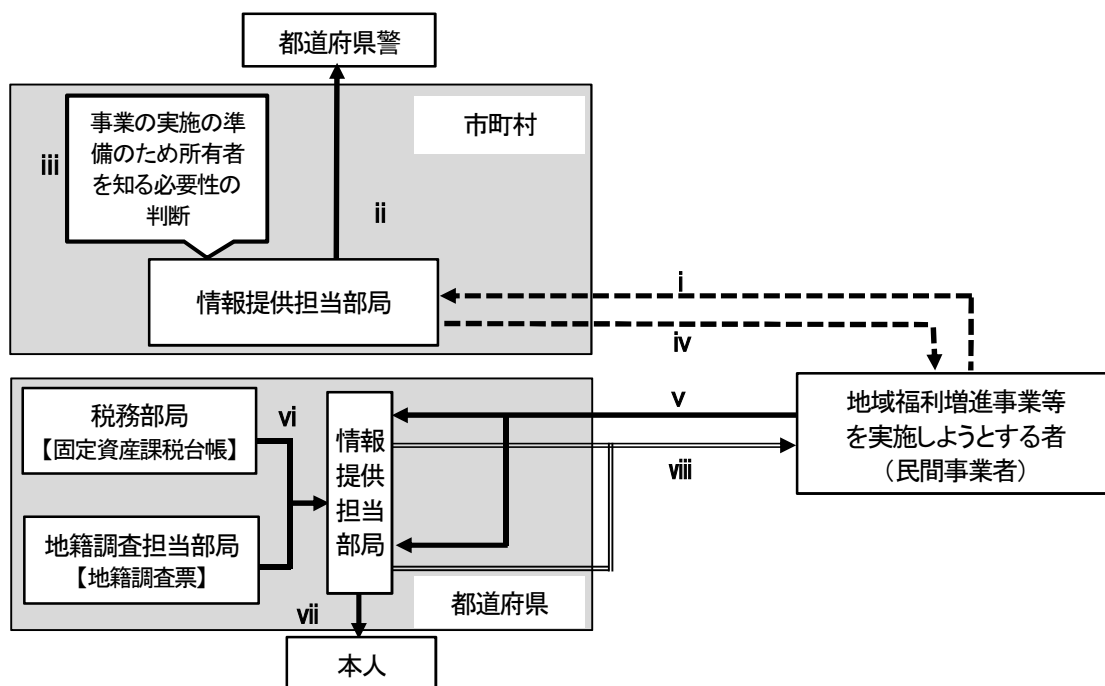 都道府県警
市町村
事業の実施の準
備のため所有者
を知る必要性の
判断
iii
ii
情報提供担当部局
i
iv
税務部局
【固定資産課税台帳】
vi
情報
提供
担当
部局
v
viii
地域福利増進事業等
を実施しようとする者
（民間事業者）
地籍調査担当部局
【地籍調査票】
都道府県
vii
本人